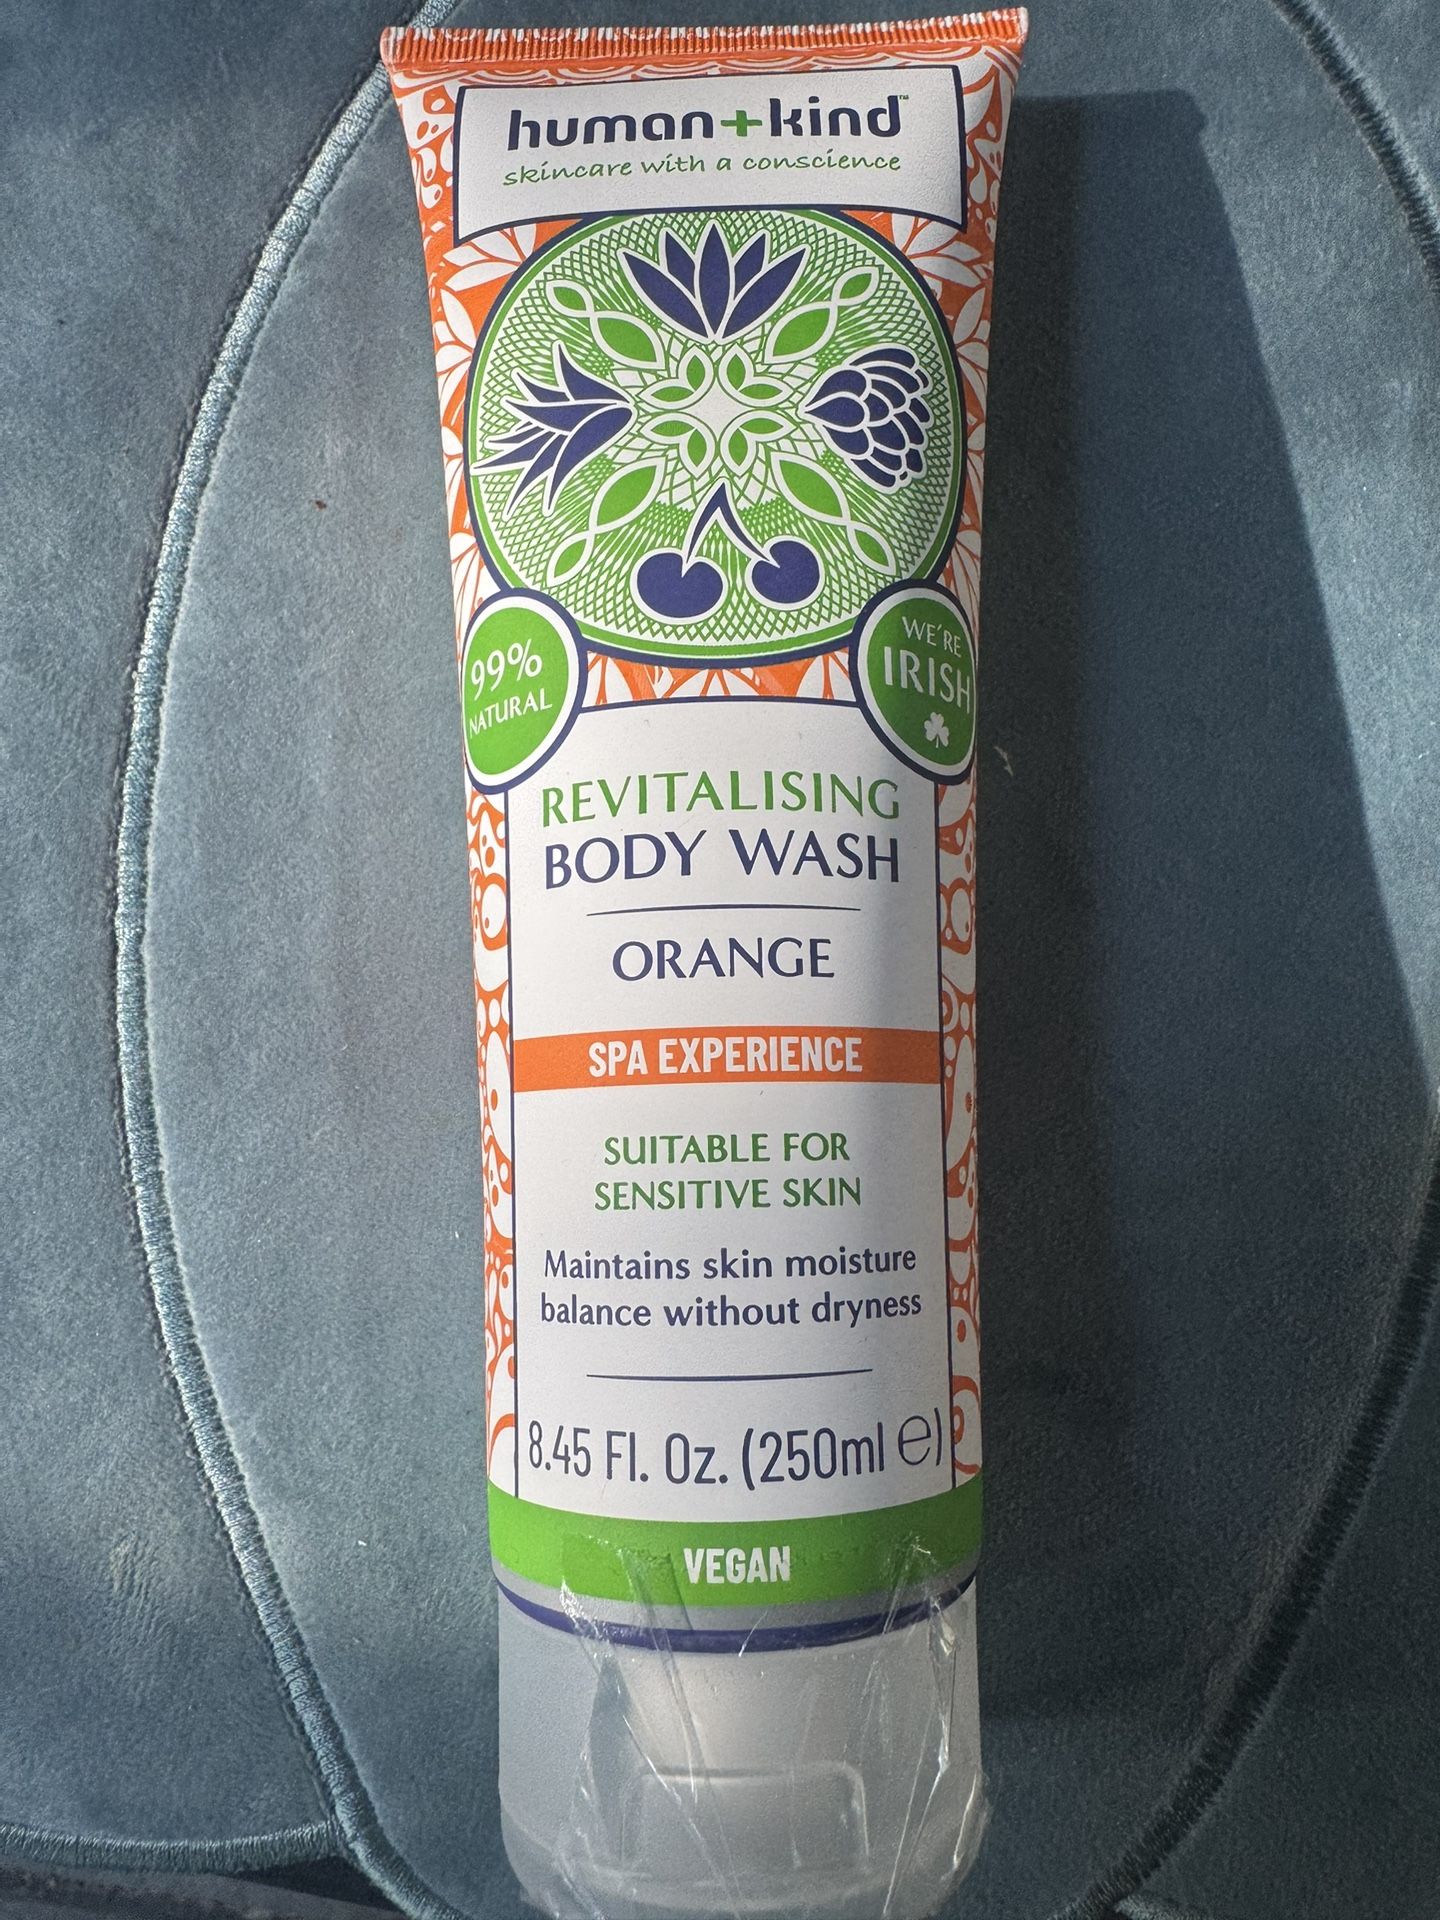 human+kind™
skincare with a conscience
99%
NATURAL
WE'RE
IRISH
REVITALISING
BODY WASH
ORANGE
SPA EXPERIENCE
SUITABLE FOR
SENSITIVE SKIN
Maintains skin moisture
balance without dryness
8.45 Fl. Oz. (250ml ℮)
VEGAN